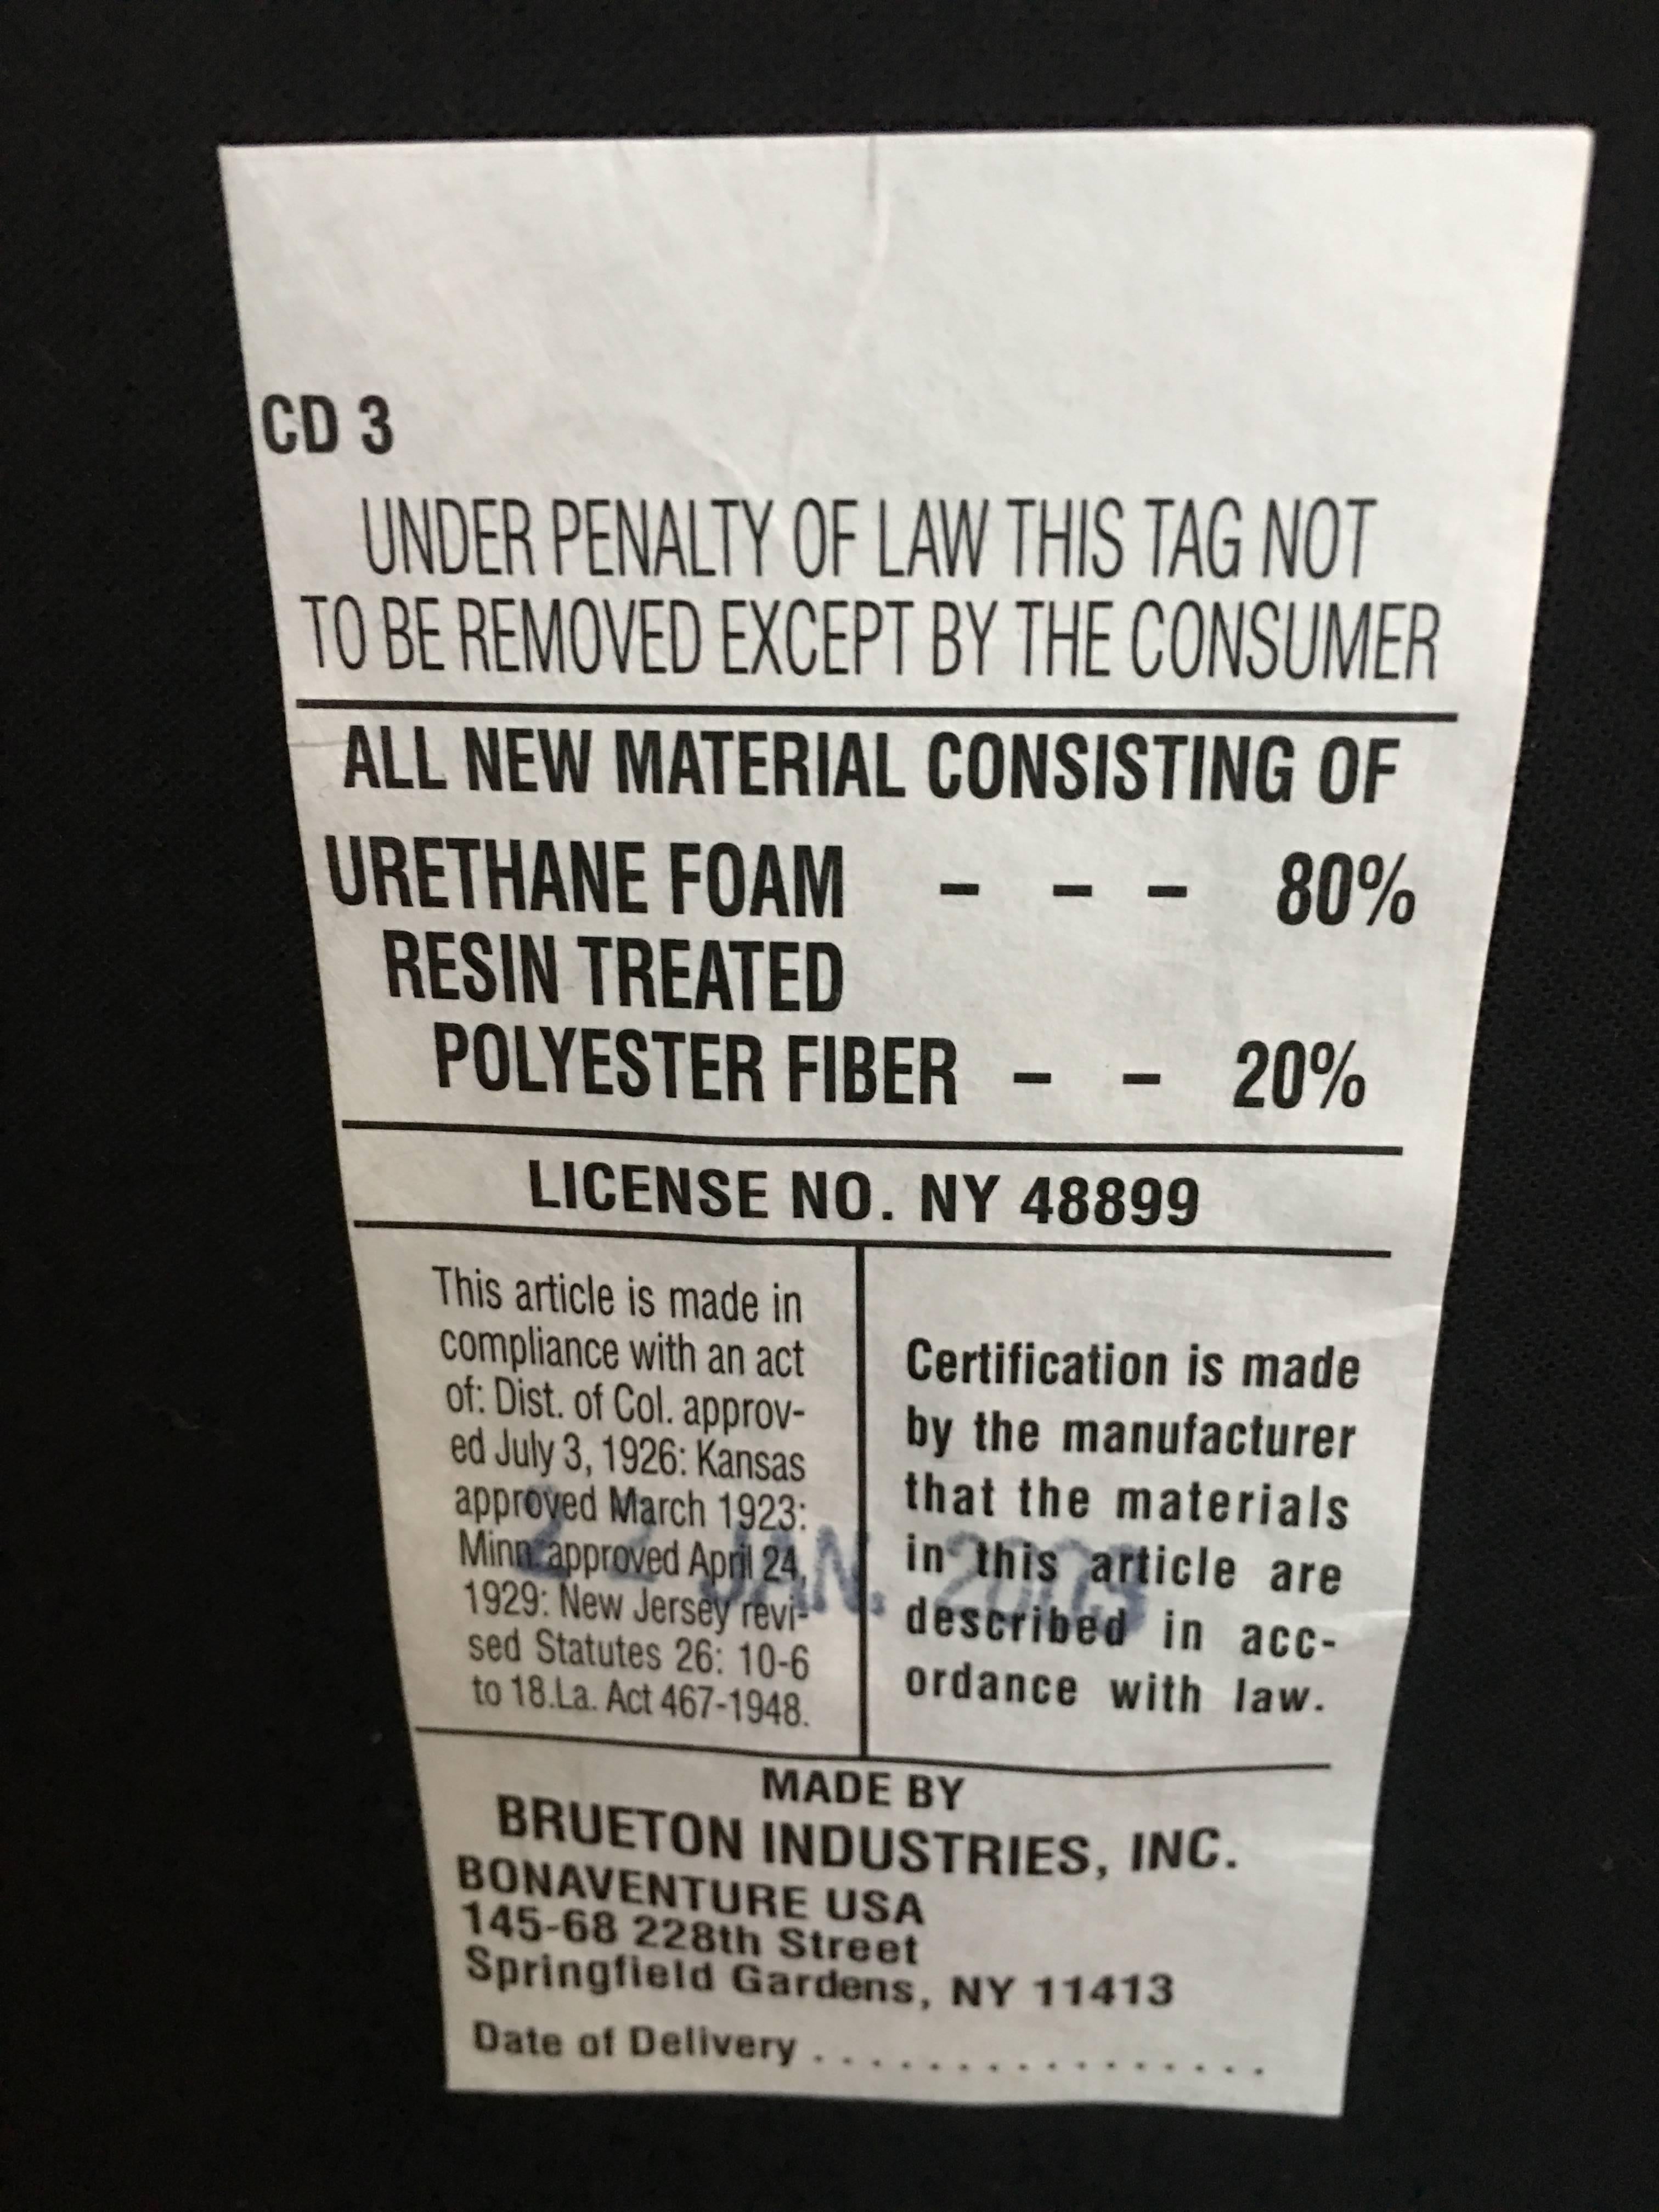 CD 3
UNDER PENALTY OF LAW THIS TAG NOT
TO BE REMOVED EXCEPT BY THE CONSUMER
ALL NEW MATERIAL CONSISTING OF
URETHANE FOAM - - - 80%
RESIN TREATED
POLYESTER FIBER - - 20%
LICENSE NO. NY 48899
This article is made in
compliance with an act
of: Dist. of Col. approv-
ed July 3, 1926: Kansas
approved March 1923:
Minn. approved April 24,
1929: New Jersey revi-
sed Statutes 26: 10-6
to 18.La. Act 467-1948.
Certification is made
by the manufacturer
that the materials
in this article are
described in acc-
ordance with law.
JAN. 2003
MADE BY
BRUETON INDUSTRIES, INC.
BONAVENTURE USA
145-68 228th Street
Springfield Gardens, NY 11413
Date of Delivery . . . . . . . . . . . . . . . .